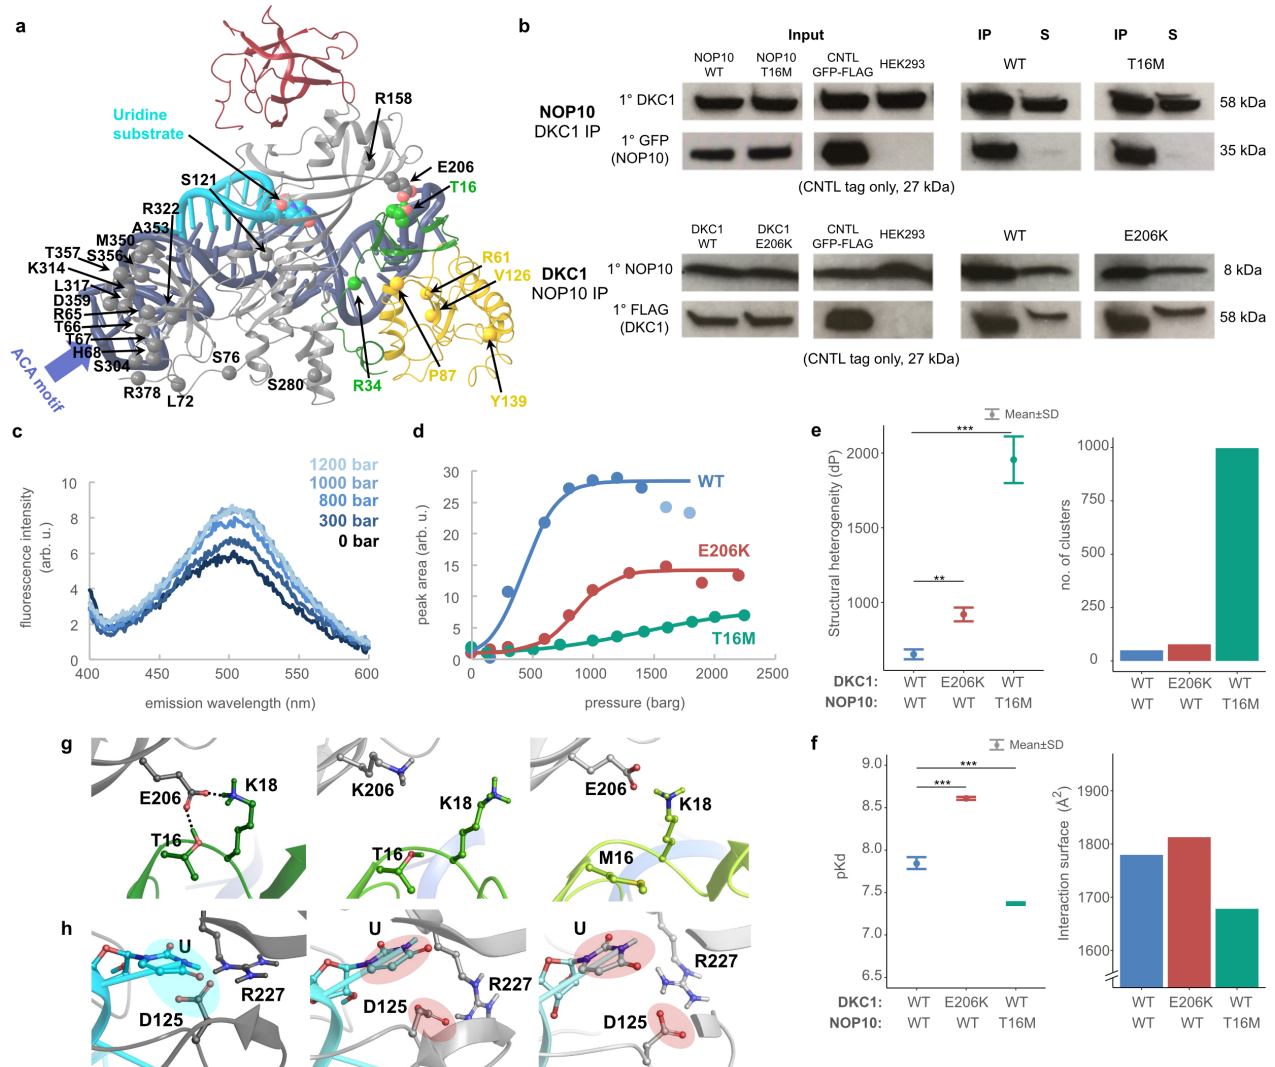 a
Uridine
substrate
R158
E206
T16
S121
R322
A353
M350
S356
T357
K314
L317
D359
R65
T66
T67
H68
S304
R378
L72
S76
S280
R34
P87
R61
V126
Y139
ACA motif
b
Input
IP S IP S
NOP10 WT
NOP10 T16M
CNTL GFP-FLAG
HEK293
WT
T16M
NOP10
DKC1 IP
1° DKC1
58 kDa
1° GFP
(NOP10)
35 kDa
(CNTL tag only, 27 kDa)
DKC1 WT
DKC1 E206K
CNTL GFP-FLAG
HEK293
WT
E206K
DKC1
NOP10 IP
1° NOP10
8 kDa
1° FLAG
(DKC1)
58 kDa
(CNTL tag only, 27 kDa)
c
1200 bar
1000 bar
800 bar
300 bar
0 bar
fluorescence intensity
(arb. u.)
10
8
6
4
2
0
400 450 500 550 600
emission wavelength (nm)
d
peak area (arb. u.)
30
25
20
15
10
5
0
0 500 1000 1500 2000 2500
pressure (barg)
WT
E206K
T16M
e
Mean±SD
Structural heterogeneity (dP)
2000
1500
1000
***
**
DKC1: WT E206K WT
NOP10: WT WT T16M
no. of clusters
1000
750
500
250
0
WT E206K WT
WT WT T16M
f
Mean±SD
pKd
9.0
8.5
8.0
7.5
7.0
6.5
***
***
DKC1: WT E206K WT
NOP10: WT WT T16M
Interaction surface (Å²)
1900
1800
1700
1600
WT E206K WT
WT WT T16M
g
E206
K18
T16
K206
K18
T16
E206
K18
M16
h
U
R227
D125
U
R227
D125
U
R227
D125